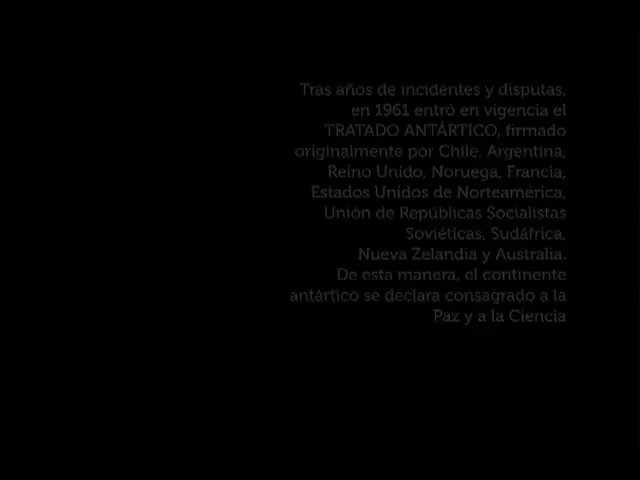 Tras años de incidentes y disputas,
en 1961 entró en vigencia el
TRATADO ANTÁRTICO, firmado
originalmente por Chile, Argentina,
Reino Unido, Noruega, Francia,
Estados Unidos de Norteamérica,
Unión de Repúblicas Socialistas
Soviéticas, Sudáfrica,
Nueva Zelandia y Australia.
De esta manera, el continente
antártico se declara consagrado a la
Paz y a la Ciencia